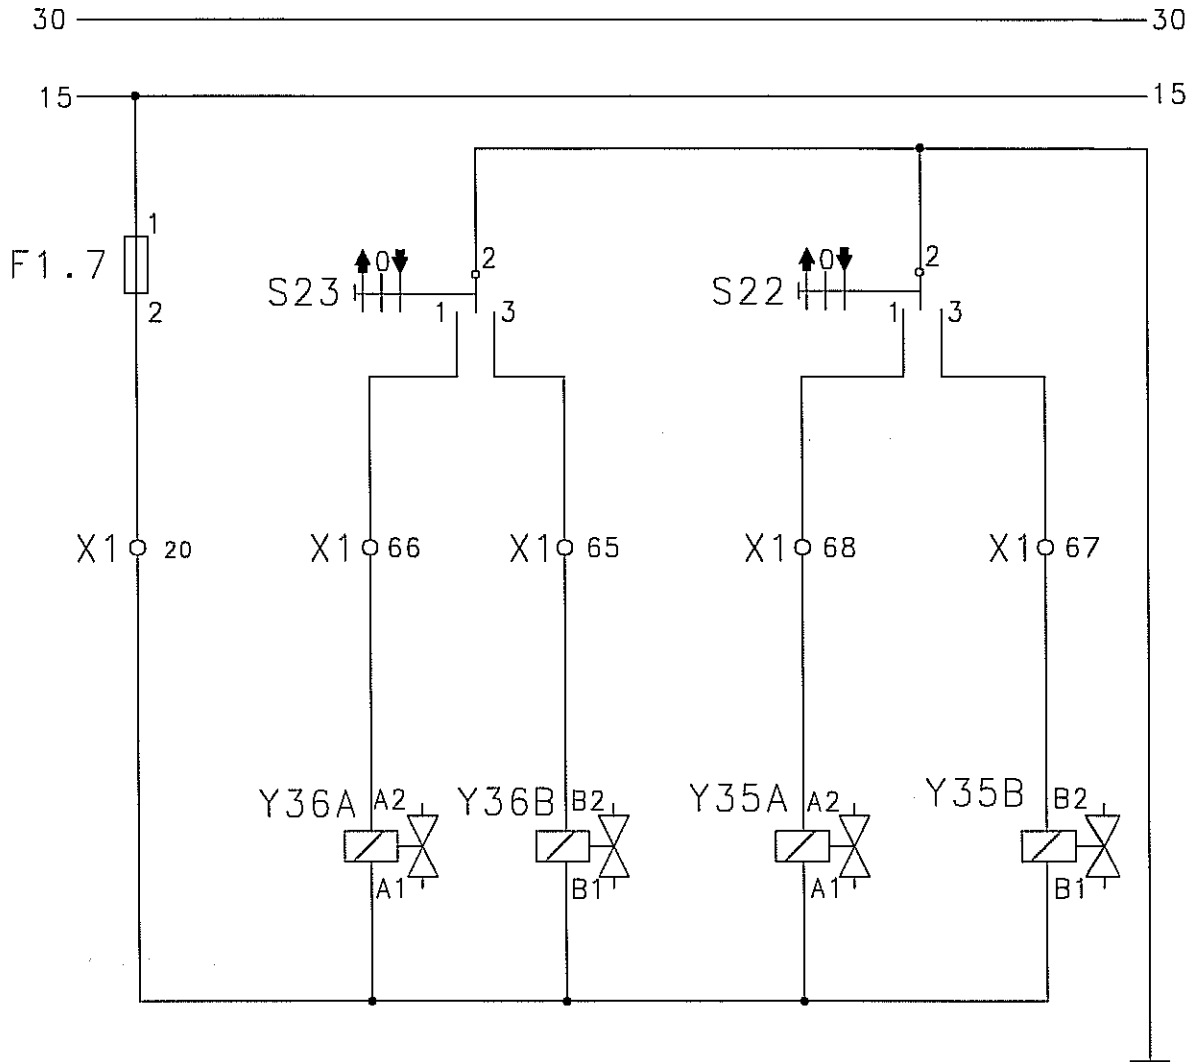 30 30
15 15
1
F1.7
2
0 2
S23
1 3
0 2
S22
1 3
X1 20
X1 66
X1 65
X1 68
X1 67
Y36A A2
A1
Y36B B2
B1
Y35A A2
A1
Y35B B2
B1